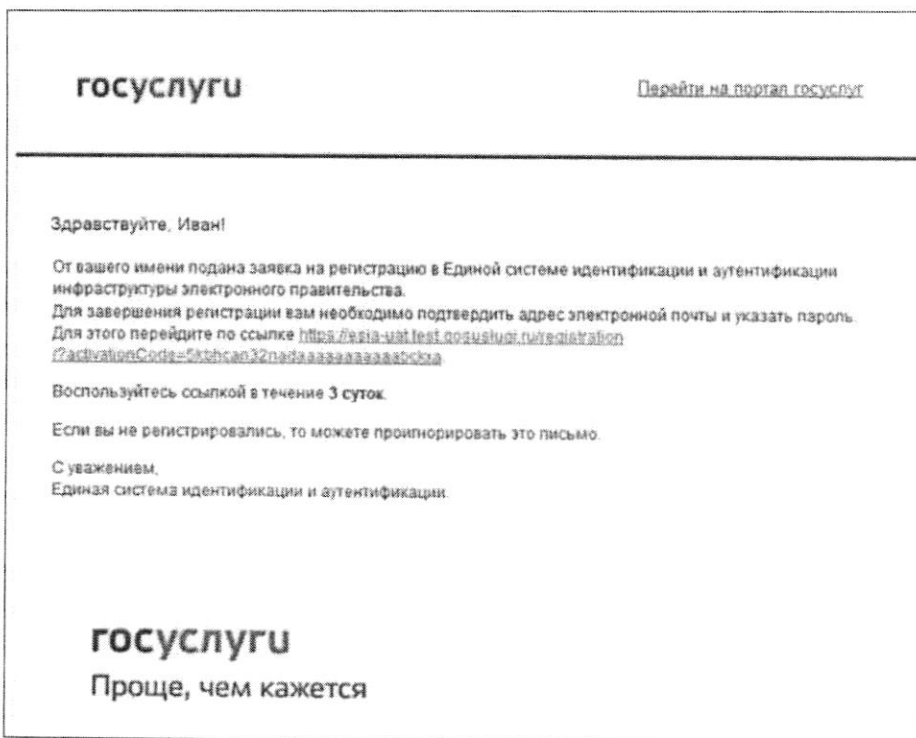 госуслуги
Перейти на портал госуслуг
Здравствуйте, Иван!
От вашего имени подана заявка на регистрацию в Единой системе идентификации и аутентификации
инфраструктуры электронного правительства.
Для завершения регистрации вам необходимо подтвердить адрес электронной почты и указать пароль.
Для этого перейдите по ссылке https://esia-uat.test.gosuslugi.ru/registration
Воспользуйтесь ссылкой в течение 3 суток.
Если вы не регистрировались, то можете проигнорировать это письмо.
С уважением,
Единая система идентификации и аутентификации.
госуслуги
Проще, чем кажется